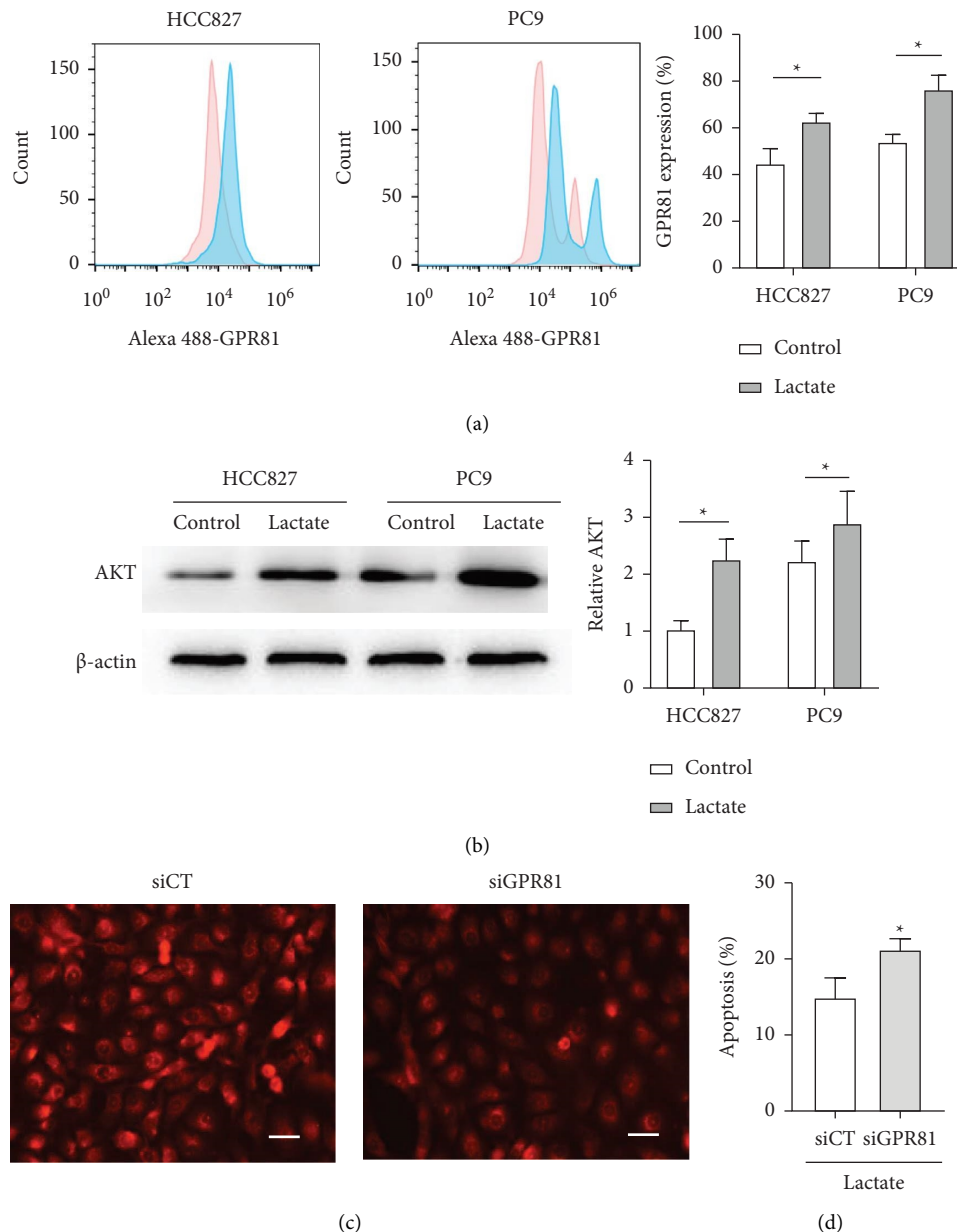 HCC827
PC9
150
100
50
0
Count
10^0 10^2 10^4 10^6
Alexa 488-GPR81
150
100
50
0
Count
10^0 10^2 10^4 10^6
Alexa 488-GPR81
100
80
60
40
20
0
GPR81 expression (%)
*
*
HCC827 PC9
Control
Lactate
(a)
HCC827 PC9
Control Lactate Control Lactate
AKT
β-actin
4
3
2
1
0
Relative AKT
*
*
HCC827 PC9
Control
Lactate
(b)
siCT
siGPR81
(c)
30
20
10
0
Apoptosis (%)
*
siCT siGPR81
Lactate
(d)